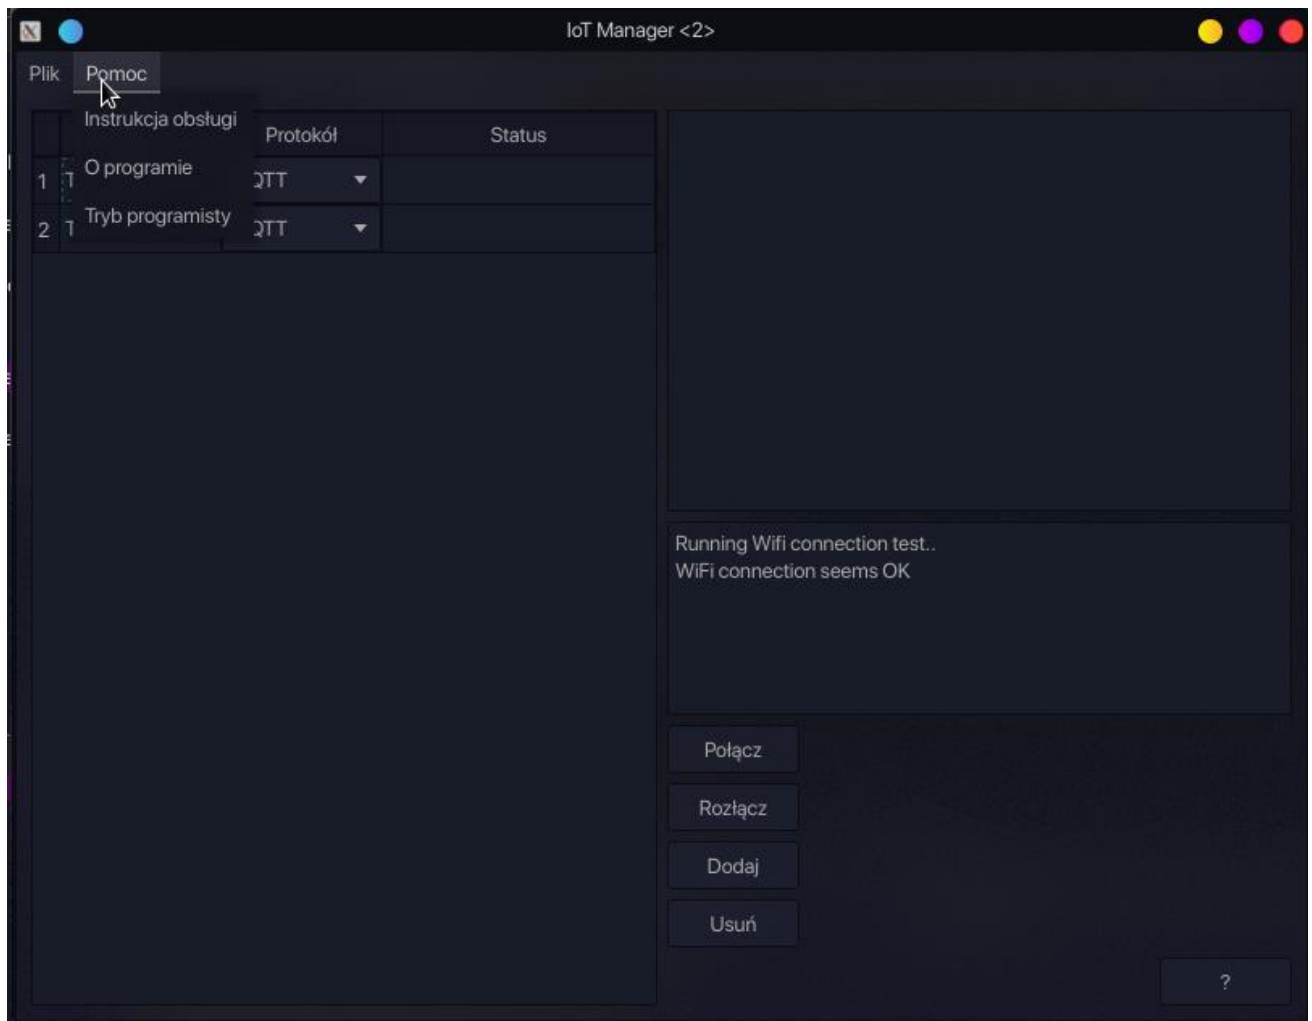 IoT Manager <2>
Plik Pomoc
Instrukcja obsługi
O programie
Tryb programisty
Protokół Status
1 T QTT
2 T QTT
Running Wifi connection test..
WiFi connection seems OK
Połącz
Rozłącz
Dodaj
Usuń
?